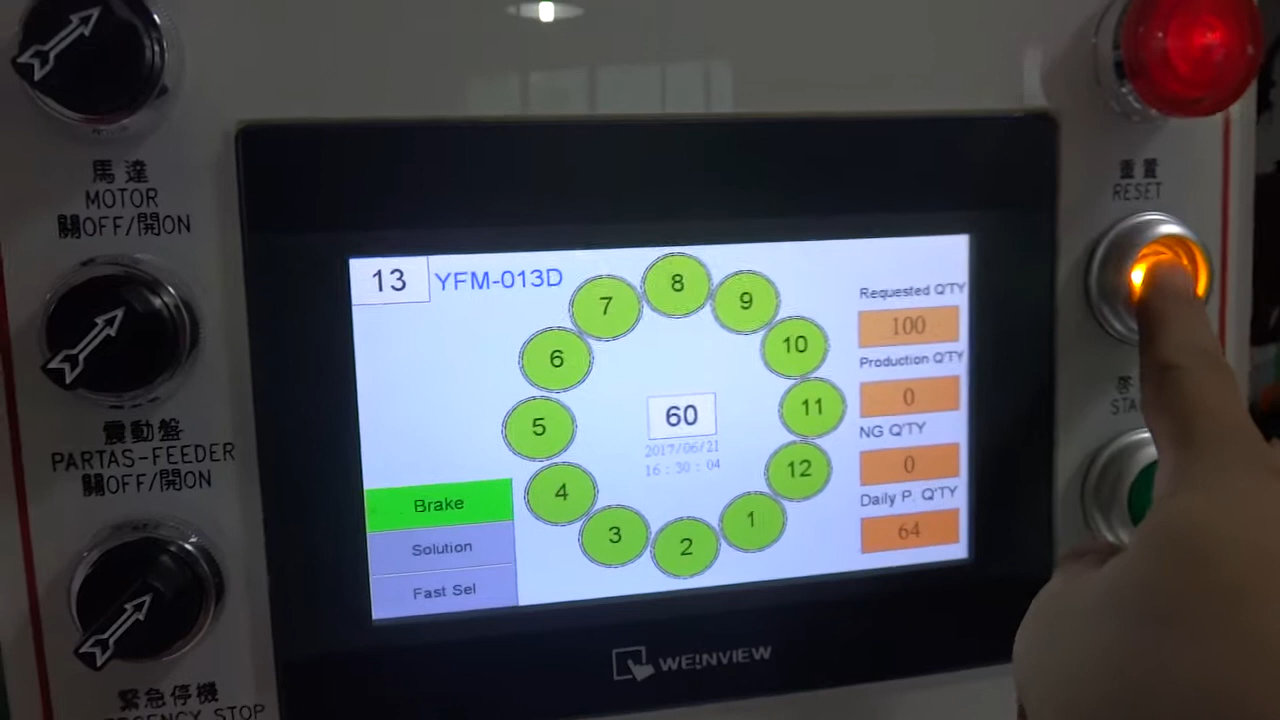 馬達
MOTOR
關OFF/開ON
震動盤
PARTAS-FEEDER
關OFF/開ON
緊急停機
STOP
13
YFM-013D
8
7
9
6
10
5
11
4
12
3
2
1
60
2017/06/21
16:30:04
Brake
Solution
Fast Sel
Requested Q'TY
100
Production Q'TY
0
NG Q'TY
0
Daily P. Q'TY
64
WEINVIEW
重置
RESET